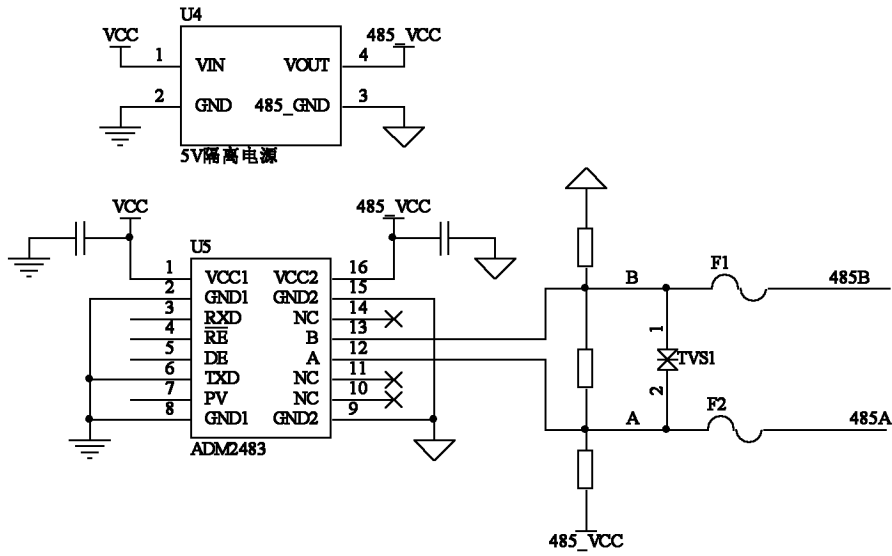 U4
VCC
485_VCC
1 VIN VOUT 4
2 GND 485_GND 3
5V隔离电源
VCC
485_VCC
U5
1 VCC1 VCC2 16
2 GND1 GND2 15
3 RXD NC 14
4 RE B 13
5 DE A 12
6 TXD NC 11
7 PV NC 10
8 GND1 GND2 9
ADM2483
B F1 485B
1
TVS1
2
A F2 485A
485_VCC